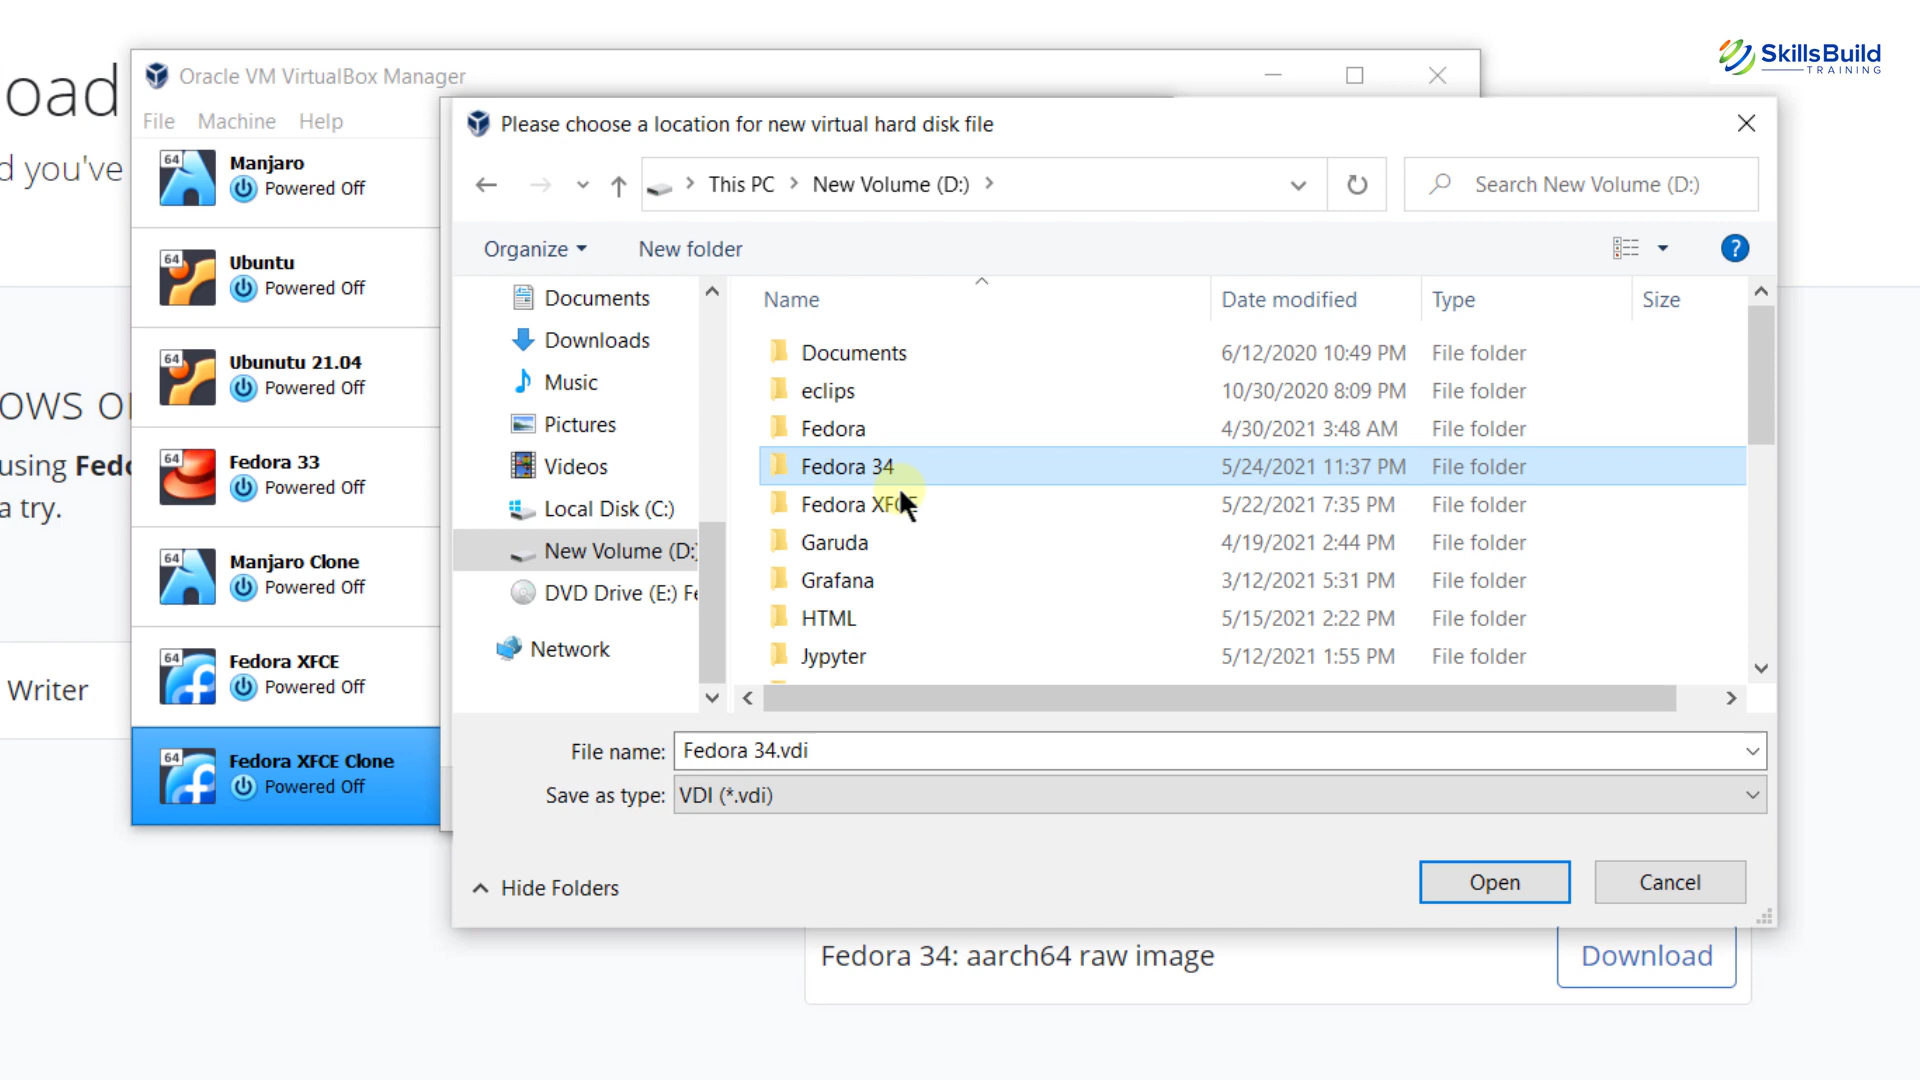 SkillsBuild
TRAINING
oad
d you've
OWS O
using Fed
a try.
Writer
Oracle VM VirtualBox Manager
File Machine Help
64
Manjaro
Powered Off
64
Ubuntu
Powered Off
64
Ubunutu 21.04
Powered Off
64
Fedora 33
Powered Off
64
Manjaro Clone
Powered Off
64
Fedora XFCE
Powered Off
64
Fedora XFCE Clone
Powered Off
Please choose a location for new virtual hard disk file
This PC > New Volume (D:) >
Search New Volume (D:)
Organize New folder
?
Documents
Downloads
Music
Pictures
Videos
Local Disk (C:)
New Volume (D:)
DVD Drive (E:) Fe
Network
Name Date modified Type Size
Documents 6/12/2020 10:49 PM File folder
eclips 10/30/2020 8:09 PM File folder
Fedora 4/30/2021 3:48 AM File folder
Fedora 34 5/24/2021 11:37 PM File folder
Fedora XFCE 5/22/2021 7:35 PM File folder
Garuda 4/19/2021 2:44 PM File folder
Grafana 3/12/2021 5:31 PM File folder
HTML 5/15/2021 2:22 PM File folder
Jypyter 5/12/2021 1:55 PM File folder
File name: Fedora 34.vdi
Save as type: VDI (*.vdi)
Hide Folders
Open Cancel
Fedora 34: aarch64 raw image
Download